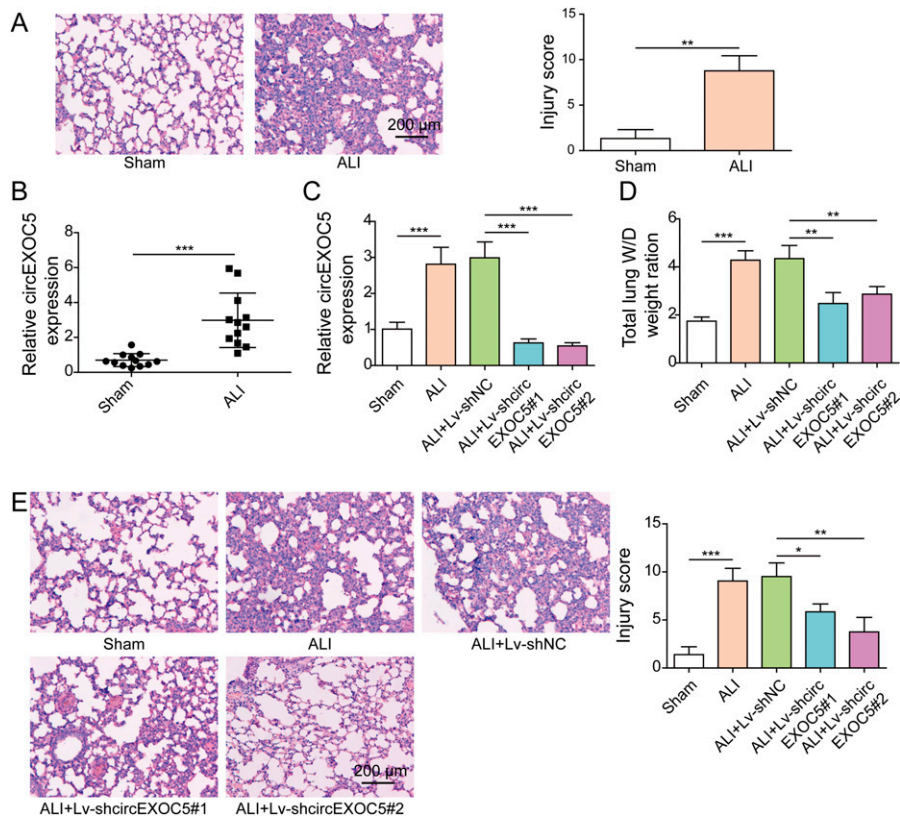 A
200 µm
Sham
ALI
Injury score
15
10
5
0
**
Sham
ALI
B
Relative circEXOC5
expression
8
6
4
2
0
***
Sham
ALI
C
Relative circEXOC5
expression
4
3
2
1
0
***
***
***
Sham
ALI
ALI+Lv-shNC
ALI+Lv-shcirc
EXOC5#1
ALI+Lv-shcirc
EXOC5#2
D
Total lung W/D
weight ration
6
4
2
0
***
**
**
Sham
ALI
ALI+Lv-shNC
ALI+Lv-shcirc
EXOC5#1
ALI+Lv-shcirc
EXOC5#2
E
Sham
ALI
ALI+Lv-shNC
200 µm
ALI+Lv-shcircEXOC5#1
ALI+Lv-shcircEXOC5#2
Injury score
15
10
5
0
***
**
*
Sham
ALI
ALI+Lv-shNC
ALI+Lv-shcirc
EXOC5#1
ALI+Lv-shcirc
EXOC5#2